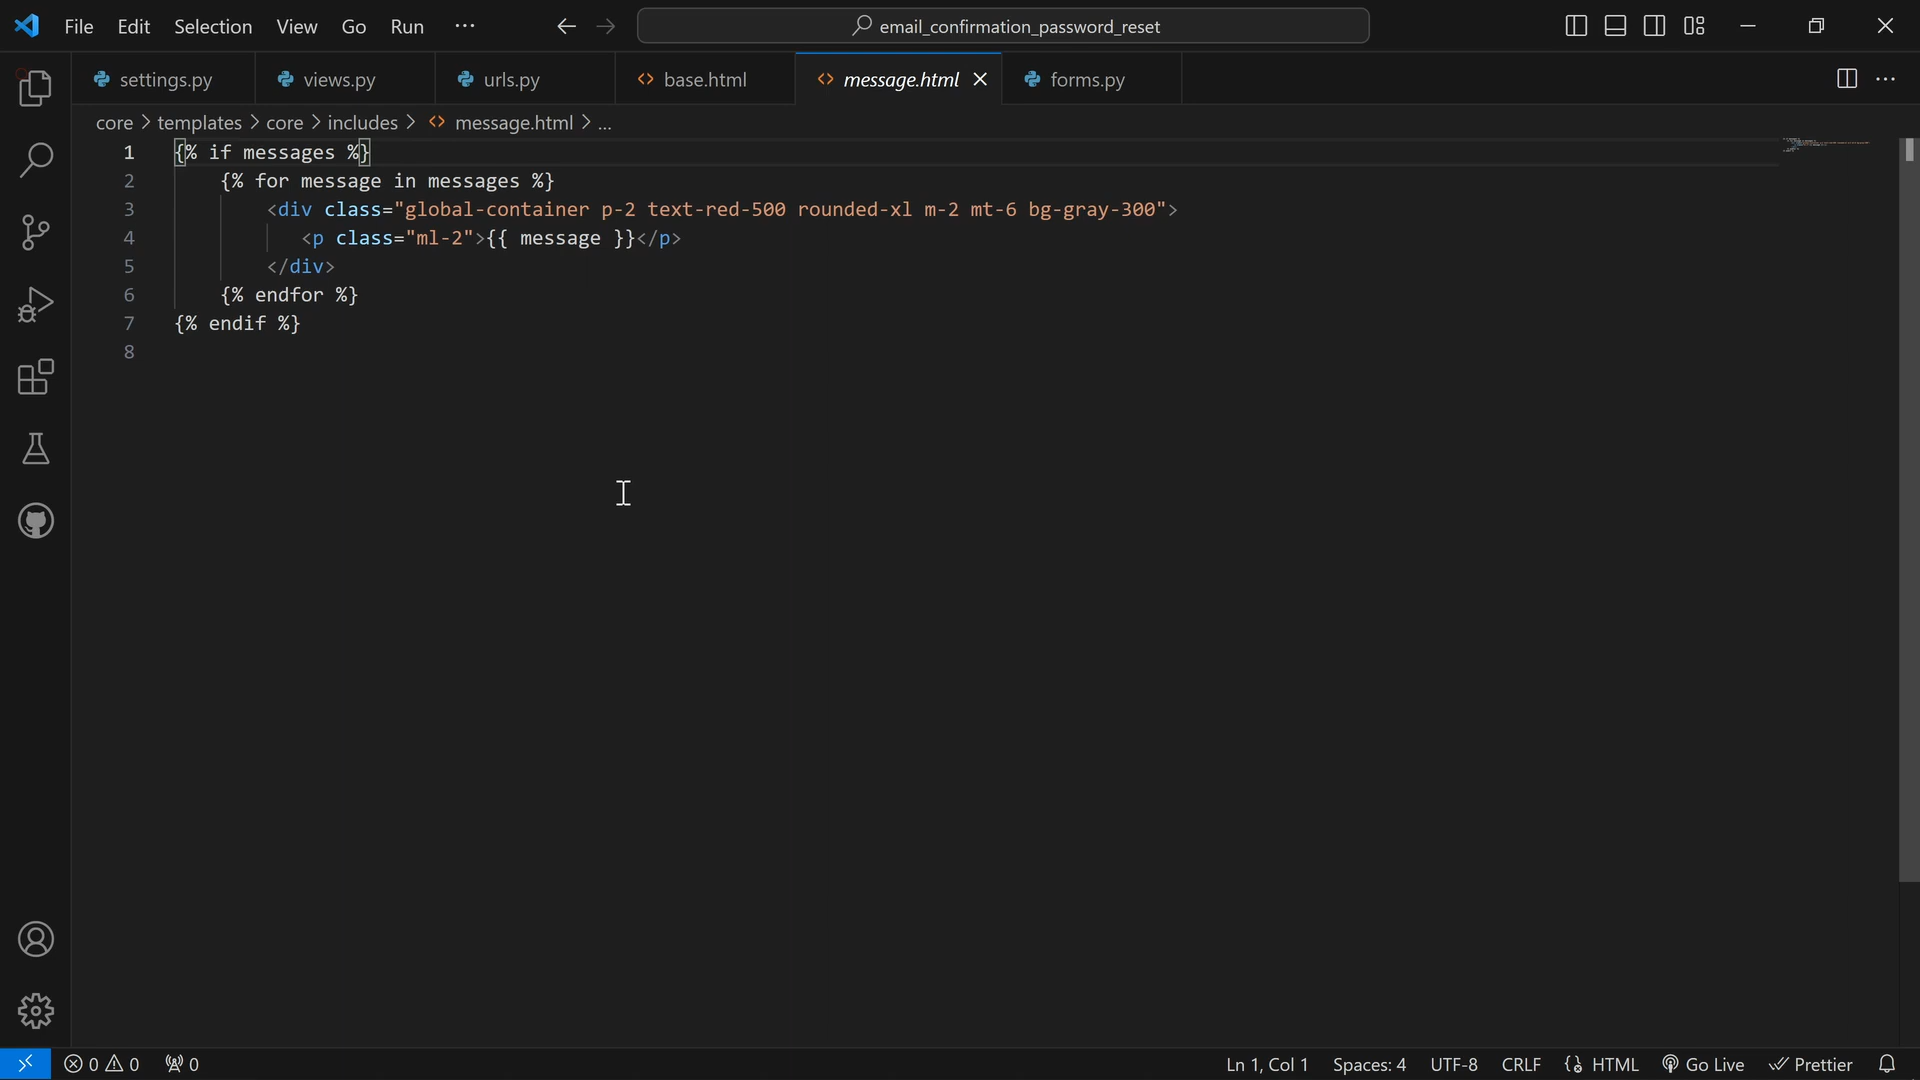 File Edit Selection View Go Run ···
email_confirmation_password_reset
settings.py views.py urls.py base.html message.html forms.py
core > templates > core > includes > message.html > ...
1 {% if messages %}
2 {% for message in messages %}
3 <div class="global-container p-2 text-red-500 rounded-xl m-2 mt-6 bg-gray-300">
4 <p class="ml-2">{{ message }}</p>
5 </div>
6 {% endfor %}
7 {% endif %}
8
0 0 0 Ln 1, Col 1 Spaces: 4 UTF-8 CRLF HTML Go Live Prettier